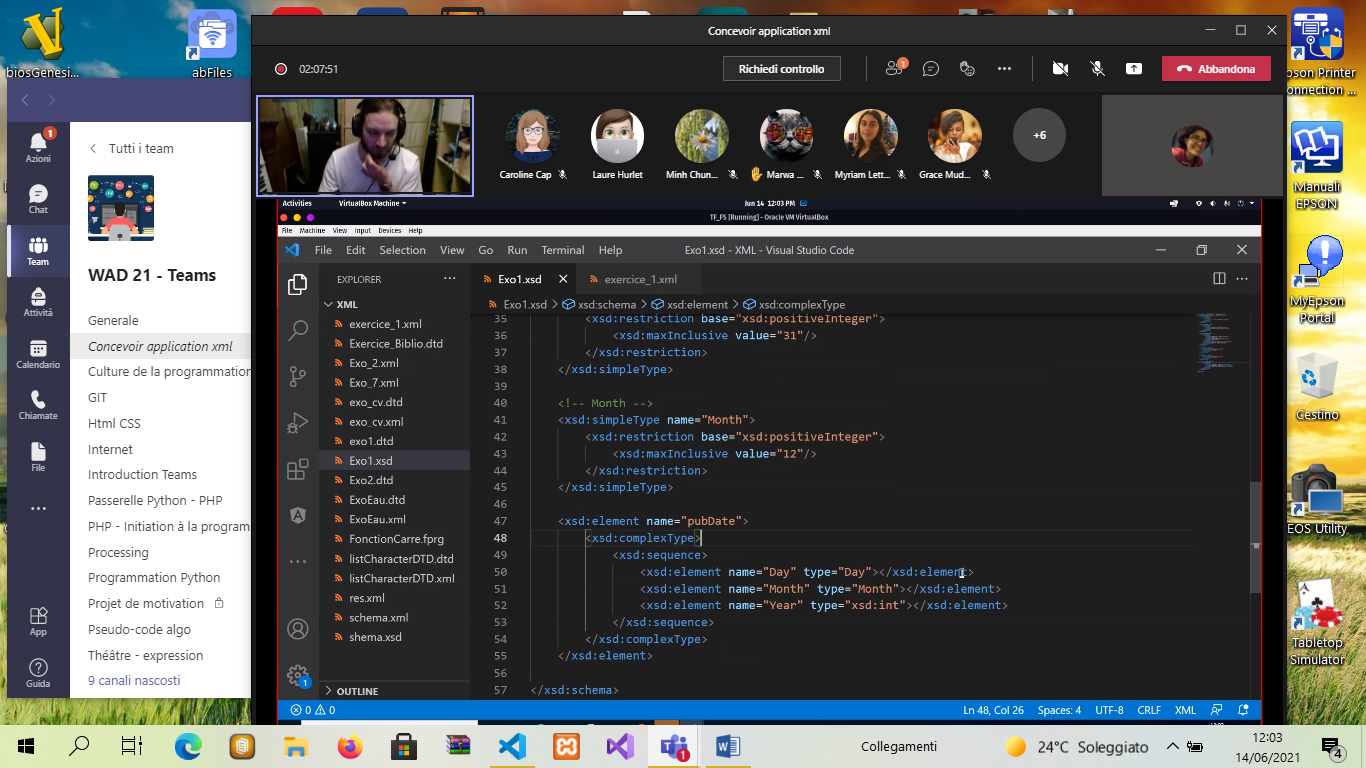 biosGenesi...
abFiles
Concevoir application xml
02:07:51
Richiedi controllo
1
Abbandona
Caroline Cap
Laure Hurlet
Minh Chun...
Marwa ...
Myriam Lett...
Grace Mud...
+6
Azioni
1
Chat
Team
Attività
Calendario
Chiamate
File
App
Guida
Tutti i team
WAD 21 - Teams
Generale
Concevoir application xml
Culture de la programmation
GIT
Html CSS
Internet
Introduction Teams
Passerelle Python - PHP
PHP - Initiation à la program
Processing
Programmation Python
Projet de motivation
Pseudo-code algo
Théâtre - expression
9 canali nascosti
Activities
VirtualBox Machine
Jun 14 12:03 PM
TF_FS [Running] - Oracle VM VirtualBox
File Machine View Input Devices Help
File Edit Selection View Go Run Terminal Help
Exo1.xsd - XML - Visual Studio Code
EXPLORER
XML
exercice_1.xml
Exercice_Biblio.dtd
Exo_2.xml
Exo_7.xml
exo_cv.dtd
exo_cv.xml
exo1.dtd
Exo1.xsd
Exo2.dtd
ExoEau.dtd
ExoEau.xml
FonctionCarre.fprg
listCharacterDTD.dtd
listCharacterDTD.xml
res.xml
schema.xml
shema.xsd
OUTLINE
1
Exo1.xsd
exercice_1.xml
Exo1.xsd > xsd:schema > xsd:element > xsd:complexType
35 <xsd:restriction base="xsd:positiveInteger">
36 <xsd:maxInclusive value="31"/>
37 </xsd:restriction>
38 </xsd:simpleType>
39
40 <!-- Month -->
41 <xsd:simpleType name="Month">
42 <xsd:restriction base="xsd:positiveInteger">
43 <xsd:maxInclusive value="12"/>
44 </xsd:restriction>
45 </xsd:simpleType>
46
47 <xsd:element name="pubDate">
48 <xsd:complexType>
49 <xsd:sequence>
50 <xsd:element name="Day" type="Day"></xsd:element>
51 <xsd:element name="Month" type="Month"></xsd:element>
52 <xsd:element name="Year" type="xsd:int"></xsd:element>
53 </xsd:sequence>
54 </xsd:complexType>
55 </xsd:element>
56
57 </xsd:schema>
0 0
Ln 48, Col 26
Spaces: 4
UTF-8
CRLF
XML
pson Printer
onnection ...
Manuali
EPSON
MyEpson
Portal
Cestino
EOS Utility
Tabletop
Simulator
1
Collegamenti
24°C Soleggiato
12:03
14/06/2021
4